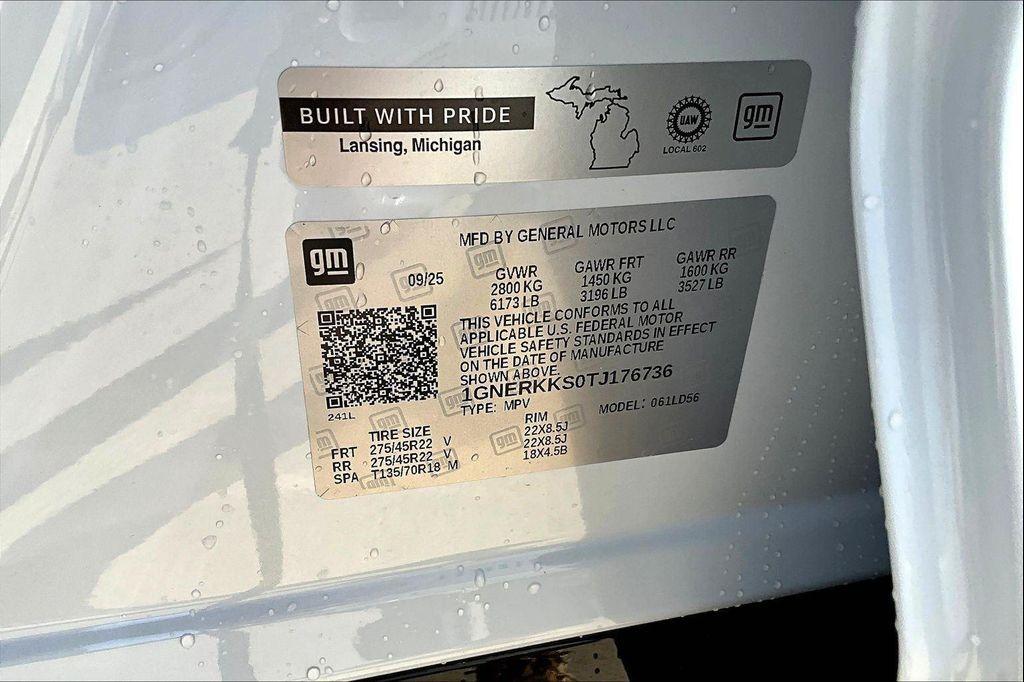 BUILT WITH PRIDE
Lansing, Michigan
UAW
LOCAL 602
gm
gm
MFD BY GENERAL MOTORS LLC
09/25
GVWR
2800 KG
6173 LB
GAWR FRT
1450 KG
3196 LB
GAWR RR
1600 KG
3527 LB
THIS VEHICLE CONFORMS TO ALL
APPLICABLE U.S. FEDERAL MOTOR
VEHICLE SAFETY STANDARDS IN EFFECT
ON THE DATE OF MANUFACTURE
SHOWN ABOVE.
1GNERKKS0TJ176736
TYPE: MPV MODEL: 061LD56
241L
TIRE SIZE RIM
FRT 275/45R22 V 22X8.5J
RR 275/45R22 V 22X8.5J
SPA T135/70R18 M 18X4.5B